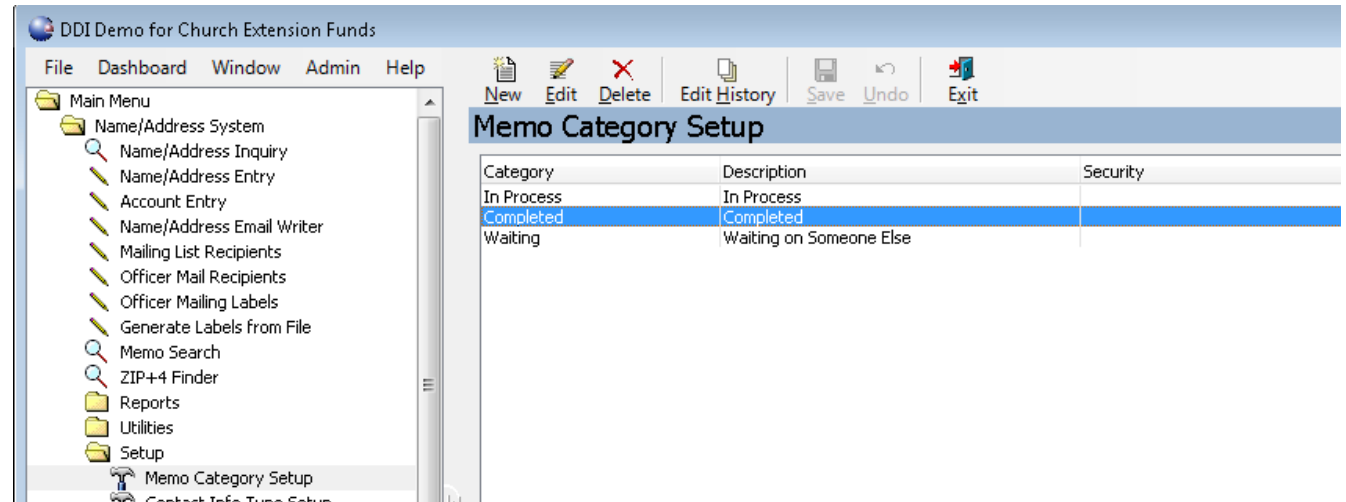 DDI Demo for Church Extension Funds
File Dashboard Window Admin Help
New Edit Delete Edit History Save Undo Exit
Main Menu
Name/Address System
Name/Address Inquiry
Name/Address Entry
Account Entry
Name/Address Email Writer
Mailing List Recipients
Officer Mail Recipients
Officer Mailing Labels
Generate Labels from File
Memo Search
ZIP+4 Finder
Reports
Utilities
Setup
Memo Category Setup
Contact Info Type Setup
Memo Category Setup
Category Description Security
In Process In Process
Completed Completed
Waiting Waiting on Someone Else